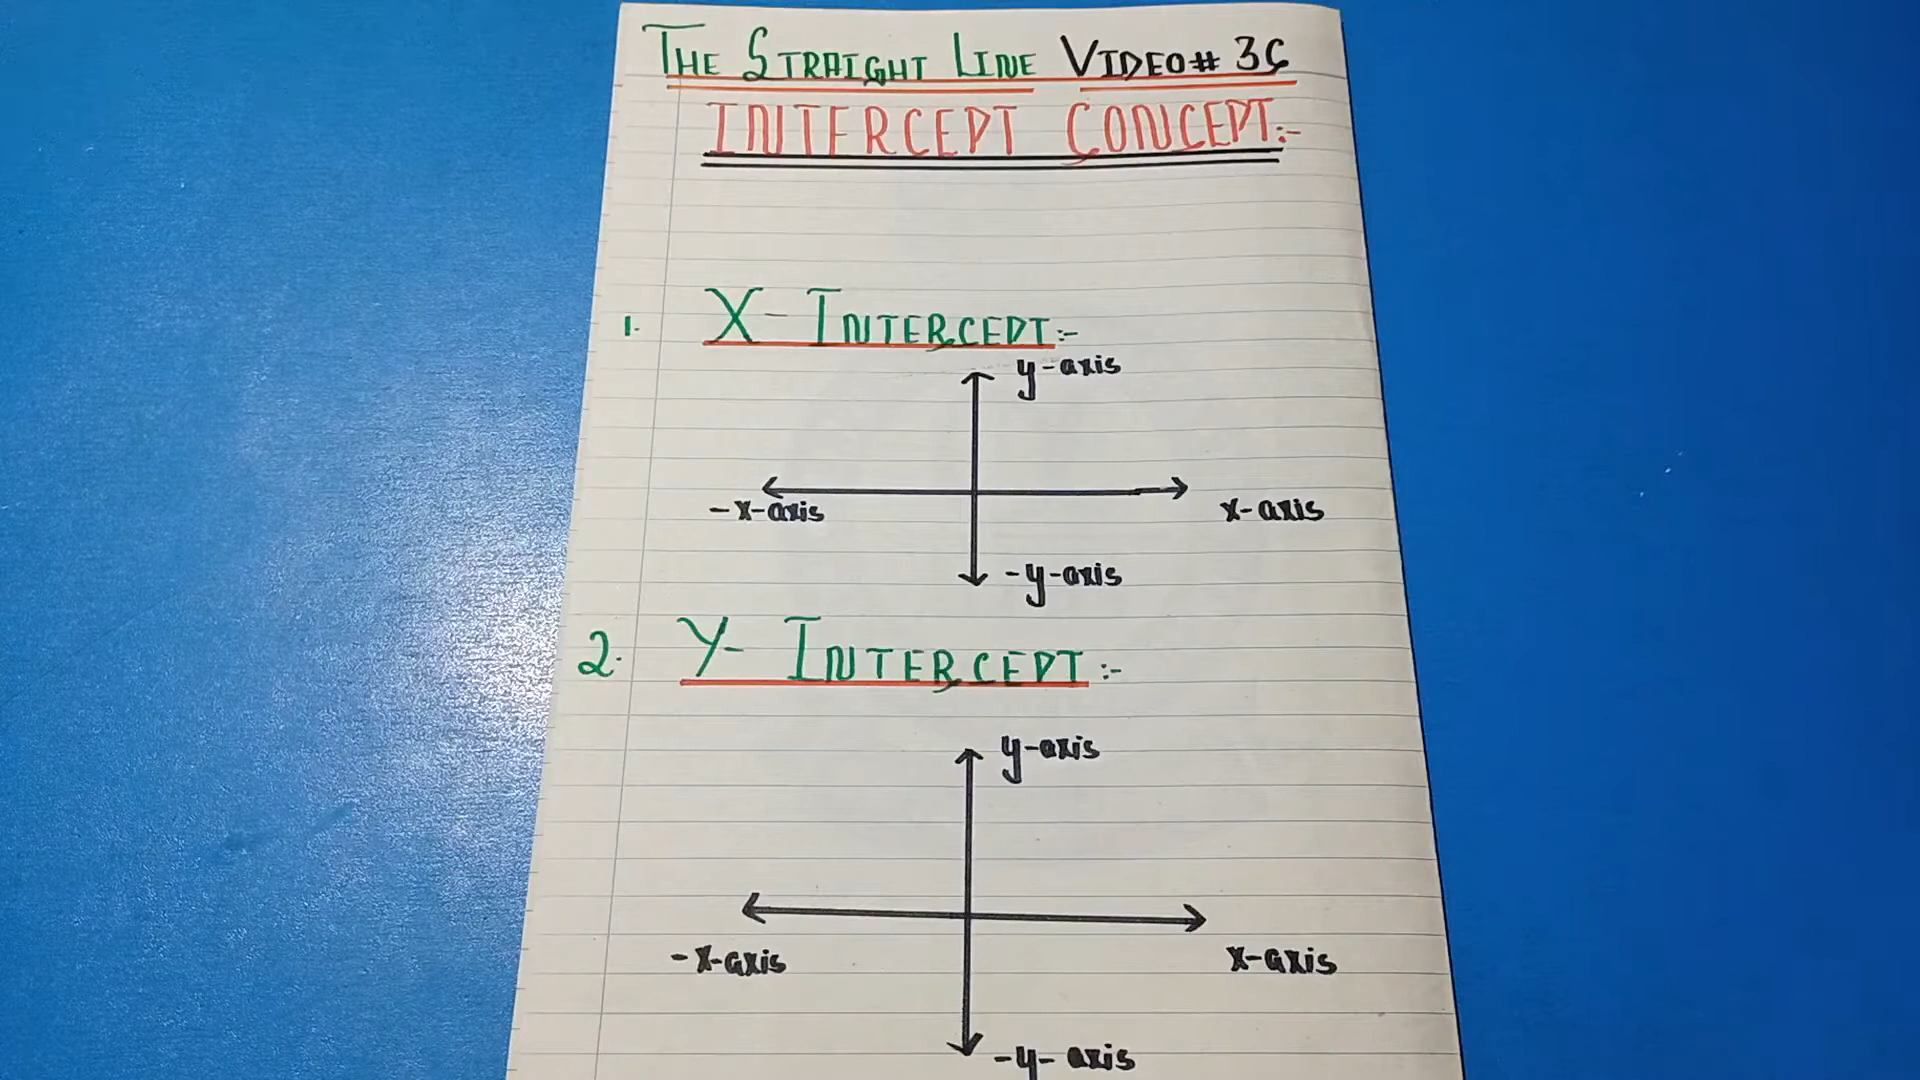 THE STRAIGHT LINE VIDEO# 36
INTERCEPT CONCEPT:-
1. X-INTERCEPT:-
y-axis
-x-axis
x-axis
-y-axis
2. Y-INTERCEPT:-
y-axis
-x-axis
x-axis
-y-axis